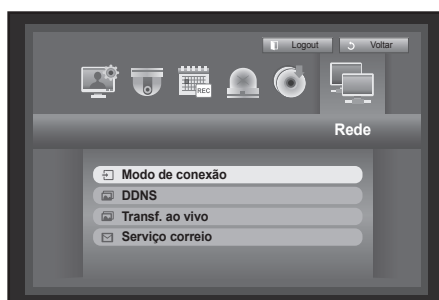 Logout Voltar
REC
Rede
Modo de conexão
DDNS
Transf. ao vivo
Serviço correio